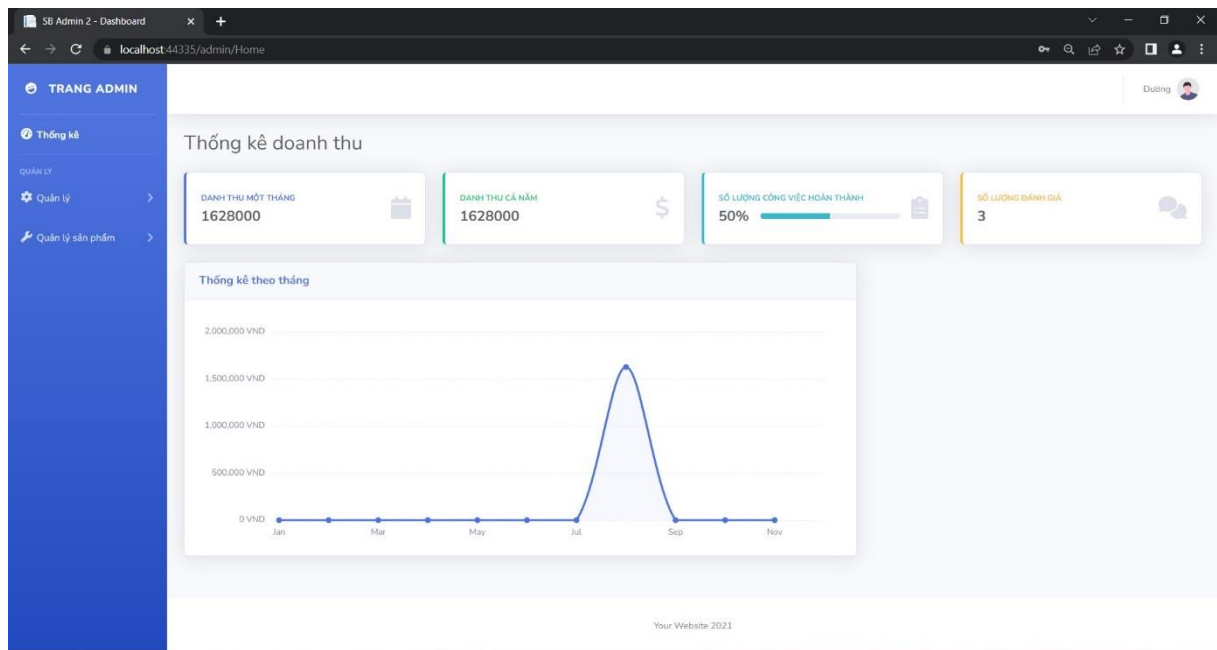 SB Admin 2 - Dashboard
localhost:44335/admin/Home
TRANG ADMIN
Dương
Thống kê
QUẢN LÝ
Quản lý
Quản lý sản phẩm
Thống kê doanh thu
DANH THU MỘT THÁNG
1628000
DANH THU CẢ NĂM
1628000
SỐ LƯỢNG CÔNG VIỆC HOÀN THÀNH
50%
SỐ LƯỢNG ĐÁNH GIÁ
3
Thống kê theo tháng
2,000,000 VND
1,500,000 VND
1,000,000 VND
500,000 VND
0 VND
Jan Mar May Jul Sep Nov
Your Website 2021